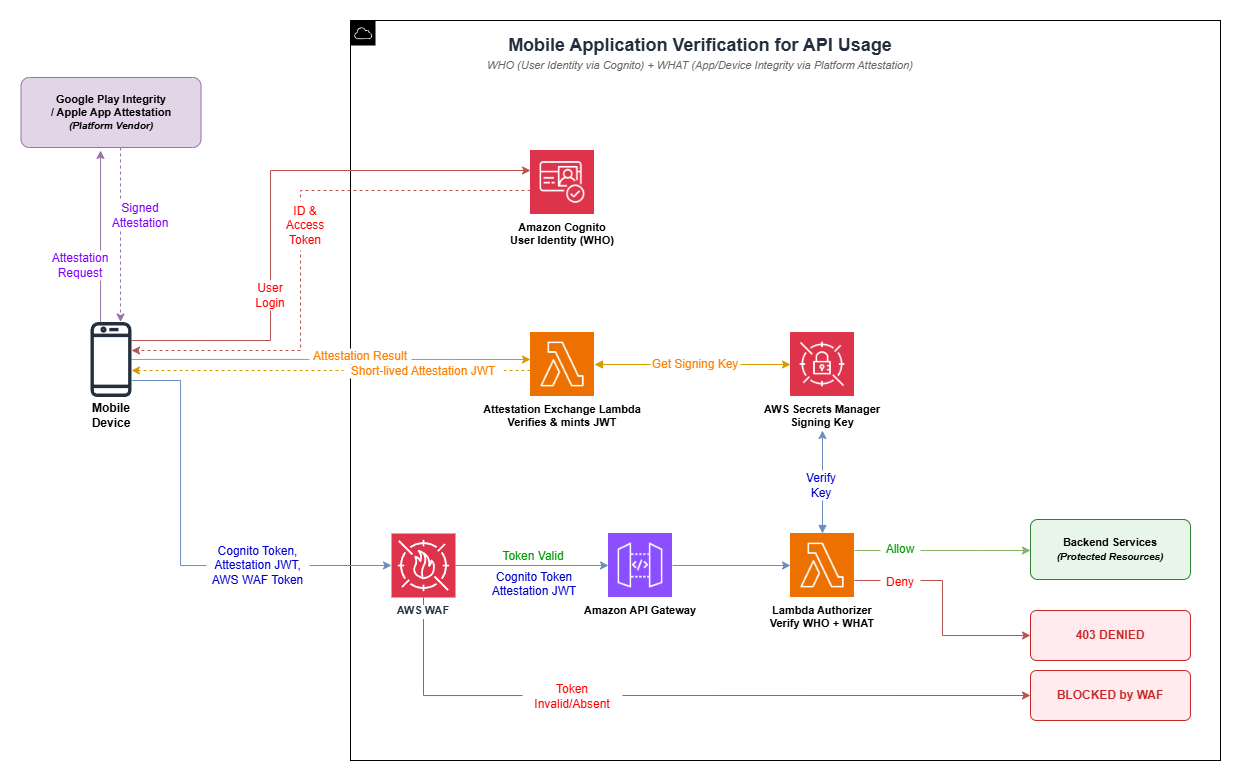 Mobile Application Verification for API Usage
WHO (User Identity via Cognito) + WHAT (App/Device Integrity via Platform Attestation)
Google Play Integrity
/ Apple App Attestation
(Platform Vendor)
Signed
Attestation
Attestation
Request
ID &
Access
Token
User
Login
Amazon Cognito
User Identity (WHO)
Mobile
Device
Attestation Result
Short-lived Attestation JWT
Attestation Exchange Lambda
Verifies & mints JWT
Get Signing Key
AWS Secrets Manager
Signing Key
Verify
Key
Cognito Token,
Attestation JWT,
AWS WAF Token
AWS WAF
Token Valid
Cognito Token
Attestation JWT
Amazon API Gateway
Lambda Authorizer
Verify WHO + WHAT
Allow
Deny
Backend Services
(Protected Resources)
403 DENIED
Token
Invalid/Absent
BLOCKED by WAF